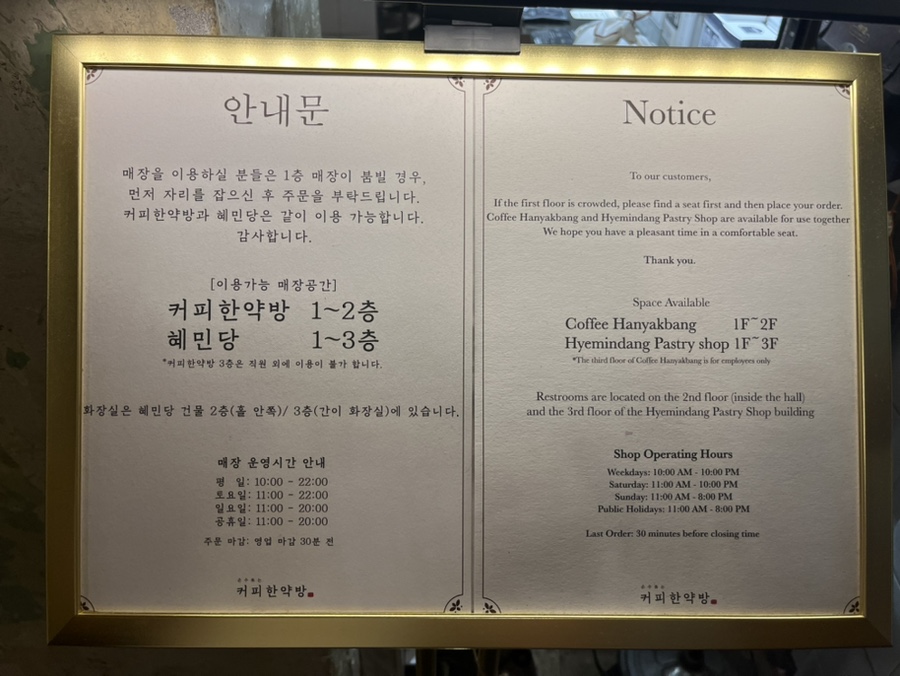 안내문
매장을 이용하실 분들은 1층 매장이 붐빌 경우,
먼저 자리를 잡으신 후 주문을 부탁드립니다.
커피한약방과 혜민당은 같이 이용 가능합니다.
감사합니다.
[이용가능 매장공간]
커피한약방 1~2층
혜민당 1~3층
*커피한약방 3층은 직원 외에 이용이 불가 합니다.
화장실은 혜민당 건물 2층(홀 안쪽)/ 3층(간이 화장실)에 있습니다.
매장 운영시간 안내
평 일: 10:00 - 22:00
토요일: 11:00 - 22:00
일요일: 11:00 - 20:00
공휴일: 11:00 - 20:00
주문 마감: 영업 마감 30분 전
커피한약방
Notice
To our customers,
If the first floor is crowded, please find a seat first and then place your order.
Coffee Hanyakbang and Hyemindang Pastry Shop are available for use together
We hope you have a pleasant time in a comfortable seat.
Thank you.
Space Available
Coffee Hanyakbang 1F~2F
Hyemindang Pastry shop 1F~3F
*The third floor of Coffee Hanyakbang is for employees only
Restrooms are located on the 2nd floor (inside the hall)
and the 3rd floor of the Hyemindang Pastry Shop building
Shop Operating Hours
Weekdays: 10:00 AM - 10:00 PM
Saturday: 11:00 AM - 10:00 PM
Sunday: 11:00 AM - 8:00 PM
Public Holidays: 11:00 AM - 8:00 PM
Last Order: 30 minutes before closing time
커피한약방